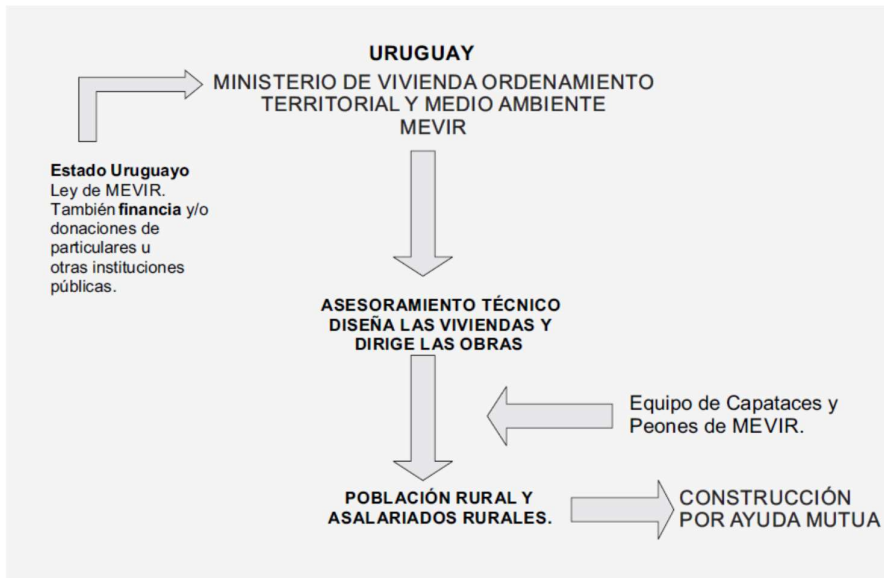 URUGUAY
MINISTERIO DE VIVIENDA ORDENAMIENTO
TERRITORIAL Y MEDIO AMBIENTE
MEVIR
Estado Uruguayo
Ley de MEVIR.
También financia y/o
donaciones de
particulares u
otras instituciones
públicas.
ASESORAMIENTO TÉCNICO
DISEÑA LAS VIVIENDAS Y
DIRIGE LAS OBRAS
Equipo de Capataces y
Peones de MEVIR.
POBLACIÓN RURAL Y
ASALARIADOS RURALES.
CONSTRUCCIÓN
POR AYUDA MUTUA